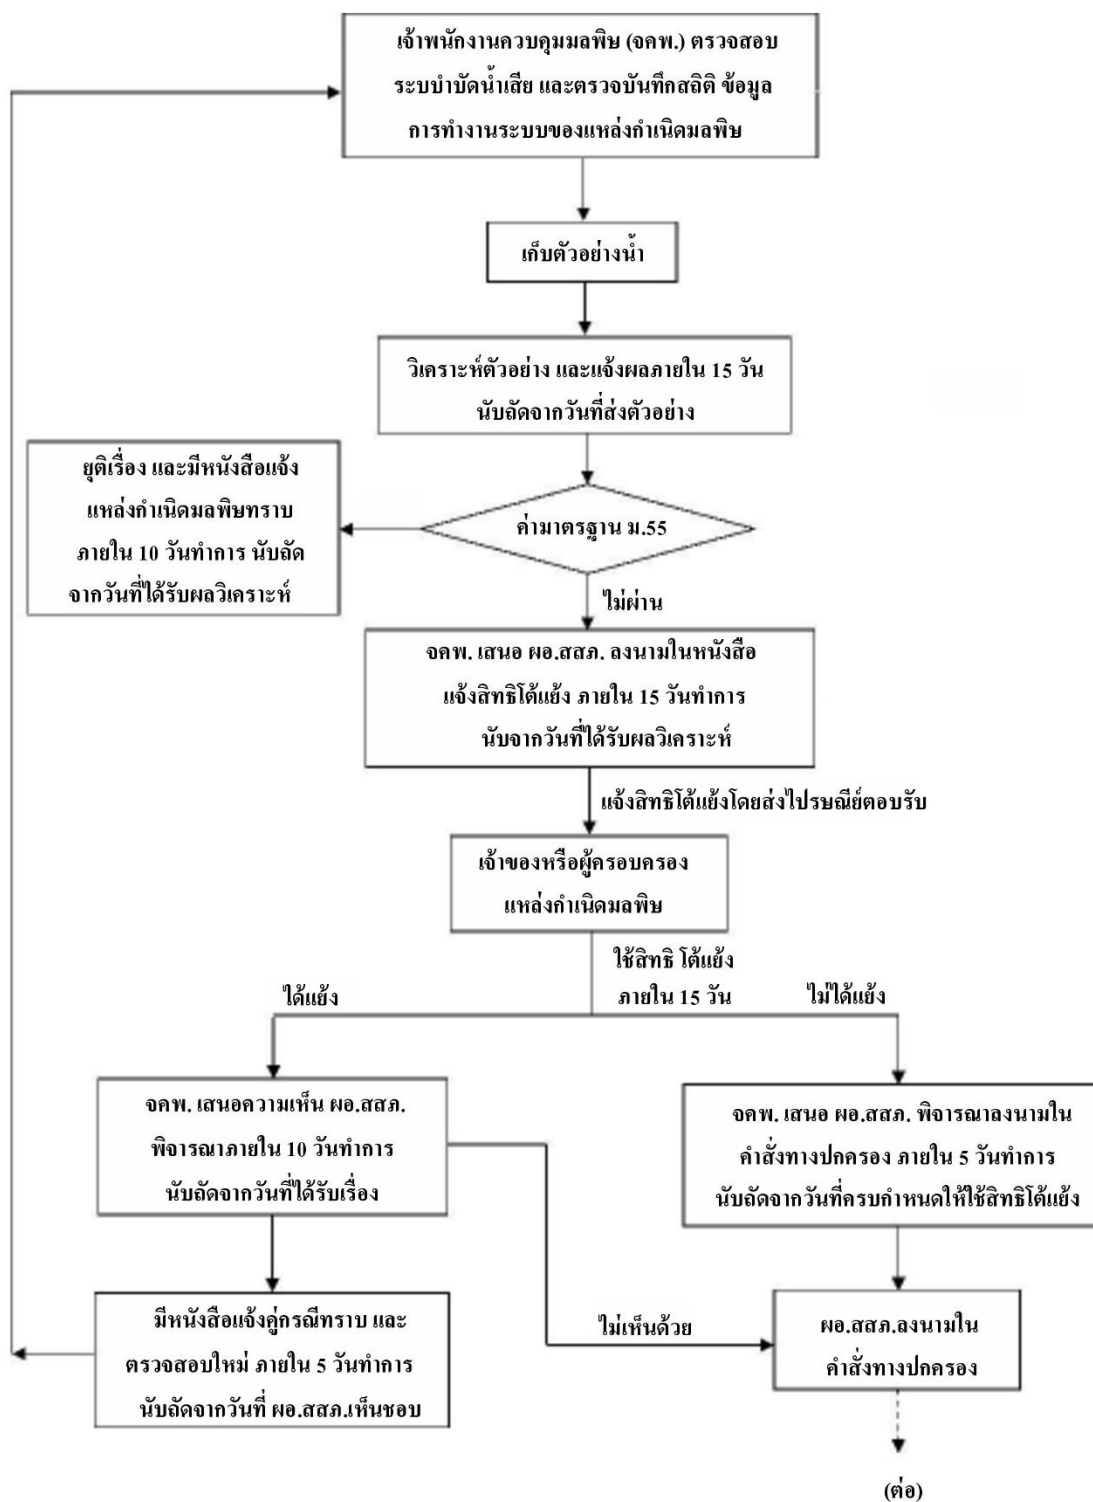 เจ้าพนักงานควบคุมมลพิษ (จคพ.) ตรวจสอบ
ระบบำบัดน้ำเสีย และตรวจบันทึกสถิติ ข้อมูล
การทำงานระบบของแหล่งกำเนิดมลพิษ
เก็บตัวอย่างน้ำ
วิเคราะห์ตัวอย่าง และแจ้งผลภายใน 15 วัน
นับถัดจากวันที่ส่งตัวอย่าง
ยุติเรื่อง และมีหนังสือแจ้ง
แหล่งกำเนิดมลพิษทราบ
ภายใน 10 วันทำการ นับถัด
จากวันที่ได้รับผลวิเคราะห์
ค่ามาตรฐาน ม.55
ไม่ผ่าน
จคพ. เสนอ ผอ.สสภ. ลงนามในหนังสือ
แจ้งสิทธิโต้แย้ง ภายใน 15 วันทำการ
นับจากวันที่ได้รับผลวิเคราะห์
แจ้งสิทธิโต้แย้งโดยส่งไปรษณีย์ตอบรับ
เจ้าของหรือผู้ครอบครอง
แหล่งกำเนิดมลพิษ
ใช้สิทธิ โต้แย้ง
ภายใน 15 วัน
ได้แย้ง
ไม่ได้แย้ง
จคพ. เสนอความเห็น ผอ.สสภ.
พิจารณาภายใน 10 วันทำการ
นับถัดจากวันที่ได้รับเรื่อง
จคพ. เสนอ ผอ.สสภ. พิจารณาลงนามใน
คำสั่งทางปกครอง ภายใน 5 วันทำการ
นับถัดจากวันที่ครบกำหนดให้ใช้สิทธิโต้แย้ง
มีหนังสือแจ้งคู่กรณีทราบ และ
ตรวจสอบใหม่ ภายใน 5 วันทำการ
นับถัดจากวันที่ ผอ.สสภ.เห็นชอบ
ไม่เห็นด้วย
ผอ.สสภ.ลงนามใน
คำสั่งทางปกครอง
(ต่อ)